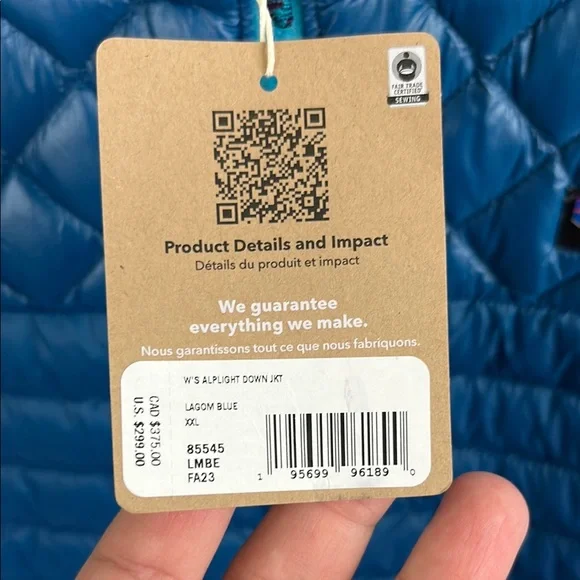 FAIR TRADE
CERTIFIED
SEWING
Product Details and Impact
Détails du produit et impact
We guarantee
everything we make.
Nous garantissons tout ce que nous fabriquons.
W'S ALPLIGHT DOWN JKT
LAGOM BLUE
XXL
85545
LMBE
FA23
CAD $375.00
U.S. $299.00
1 95699 96189 0